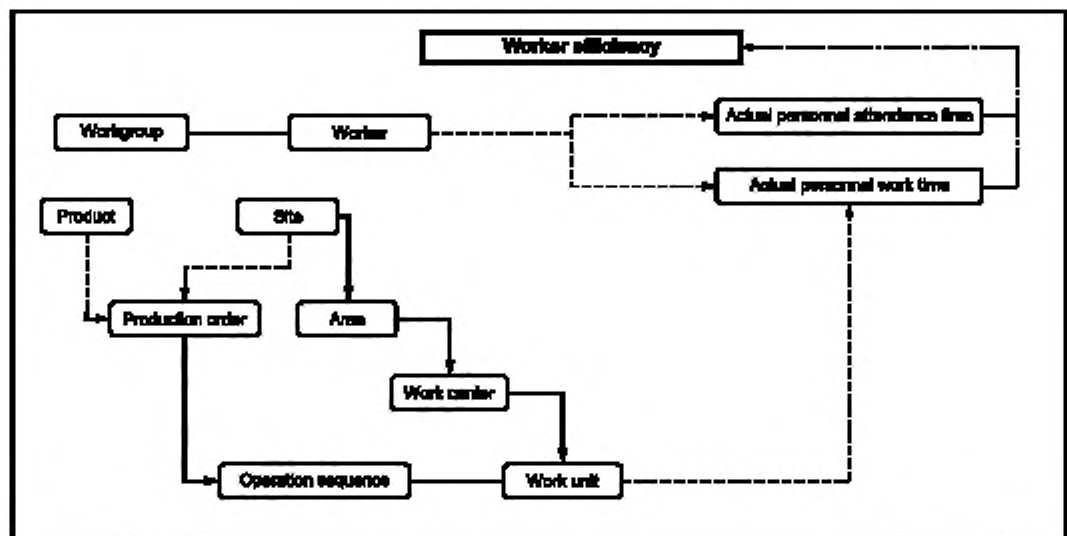 Worker efficiency
Actual personnel attendance time
Workgroup
Worker
Actual personnel work time
Product
Site
Production order
Area
Work center
Operation sequence
Work unit